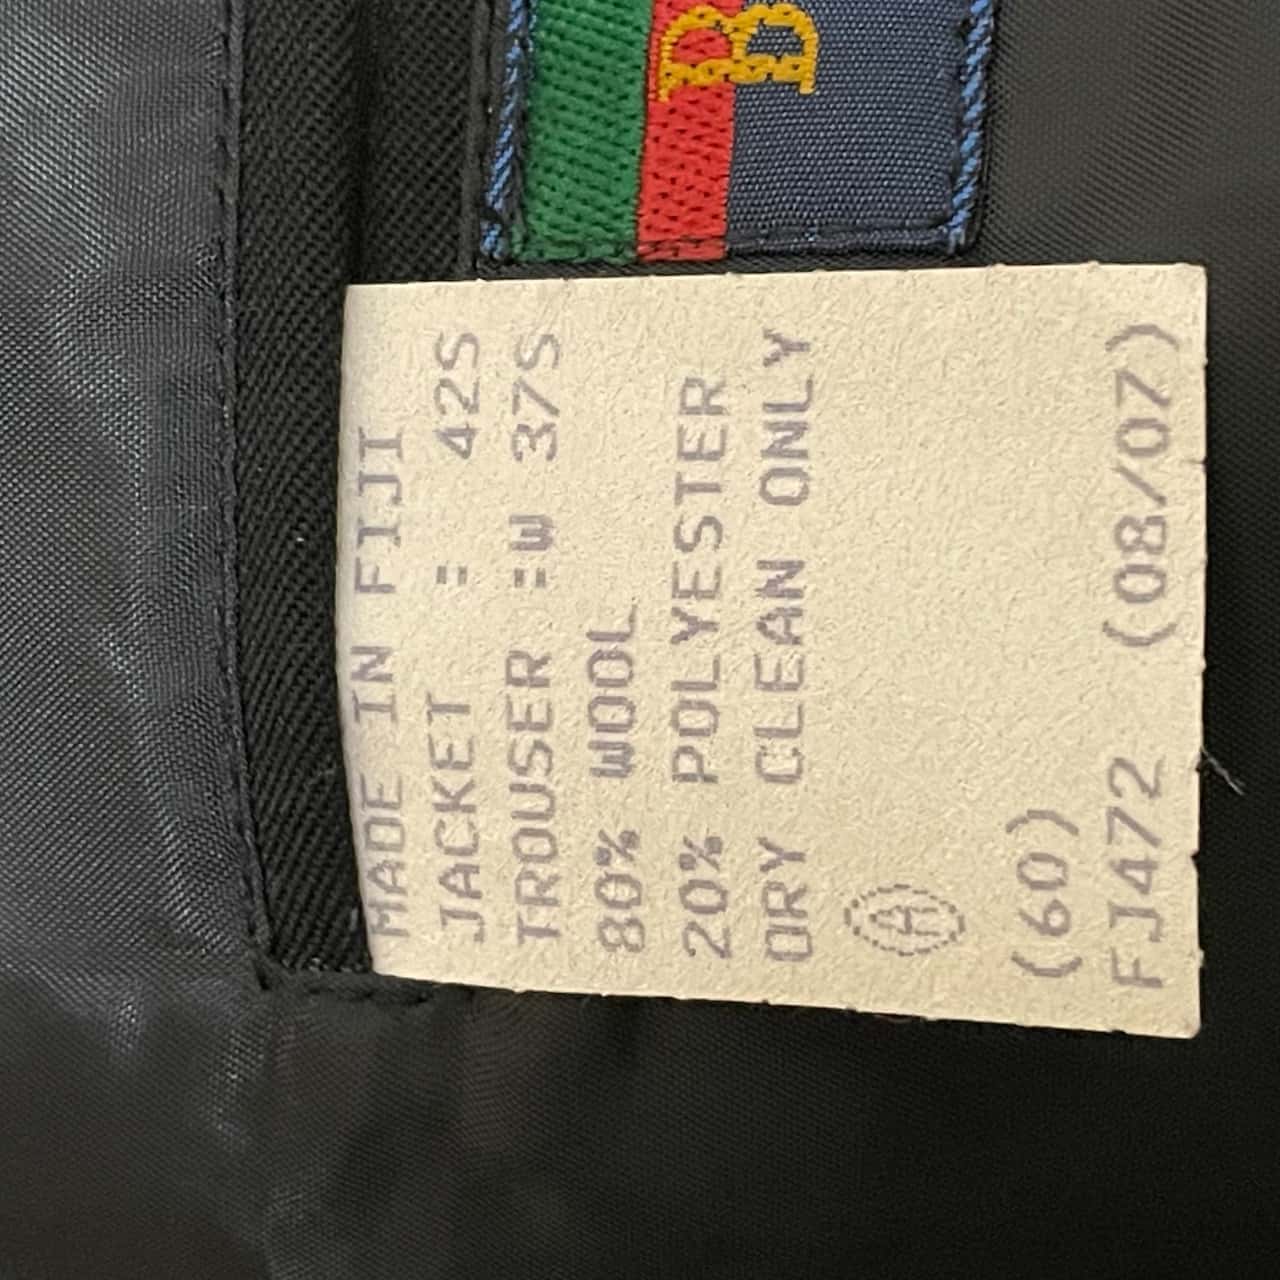 B
MADE IN FIJI
JACKET = 42S
TROUSER =W 37S
80% WOOL
20% POLYESTER
DRY CLEAN ONLY
A
(60)
FJ472 (08/07)